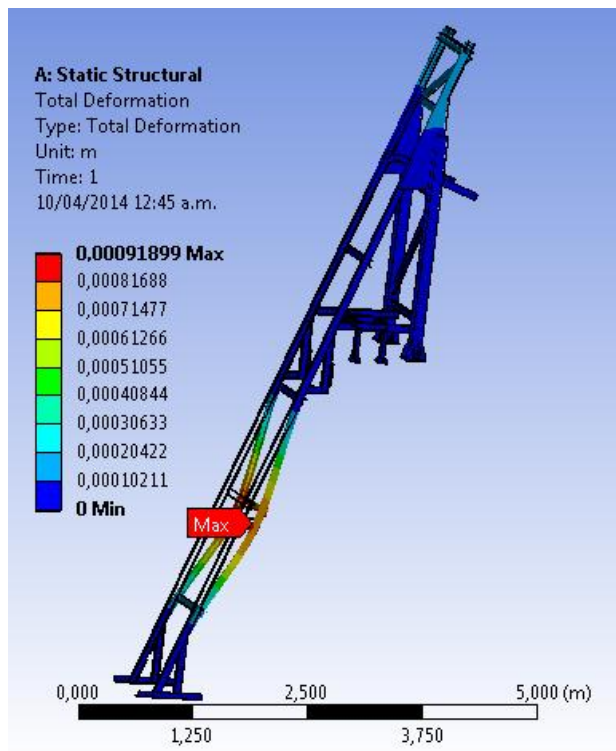 A: Static Structural
Total Deformation
Type: Total Deformation
Unit: m
Time: 1
10/04/2014 12:45 a.m.
0,00091899 Max
0,00081688
0,00071477
0,00061266
0,00051055
0,00040844
0,00030633
0,00020422
0,00010211
0 Min
Max
0,000 2,500 5,000 (m)
1,250 3,750